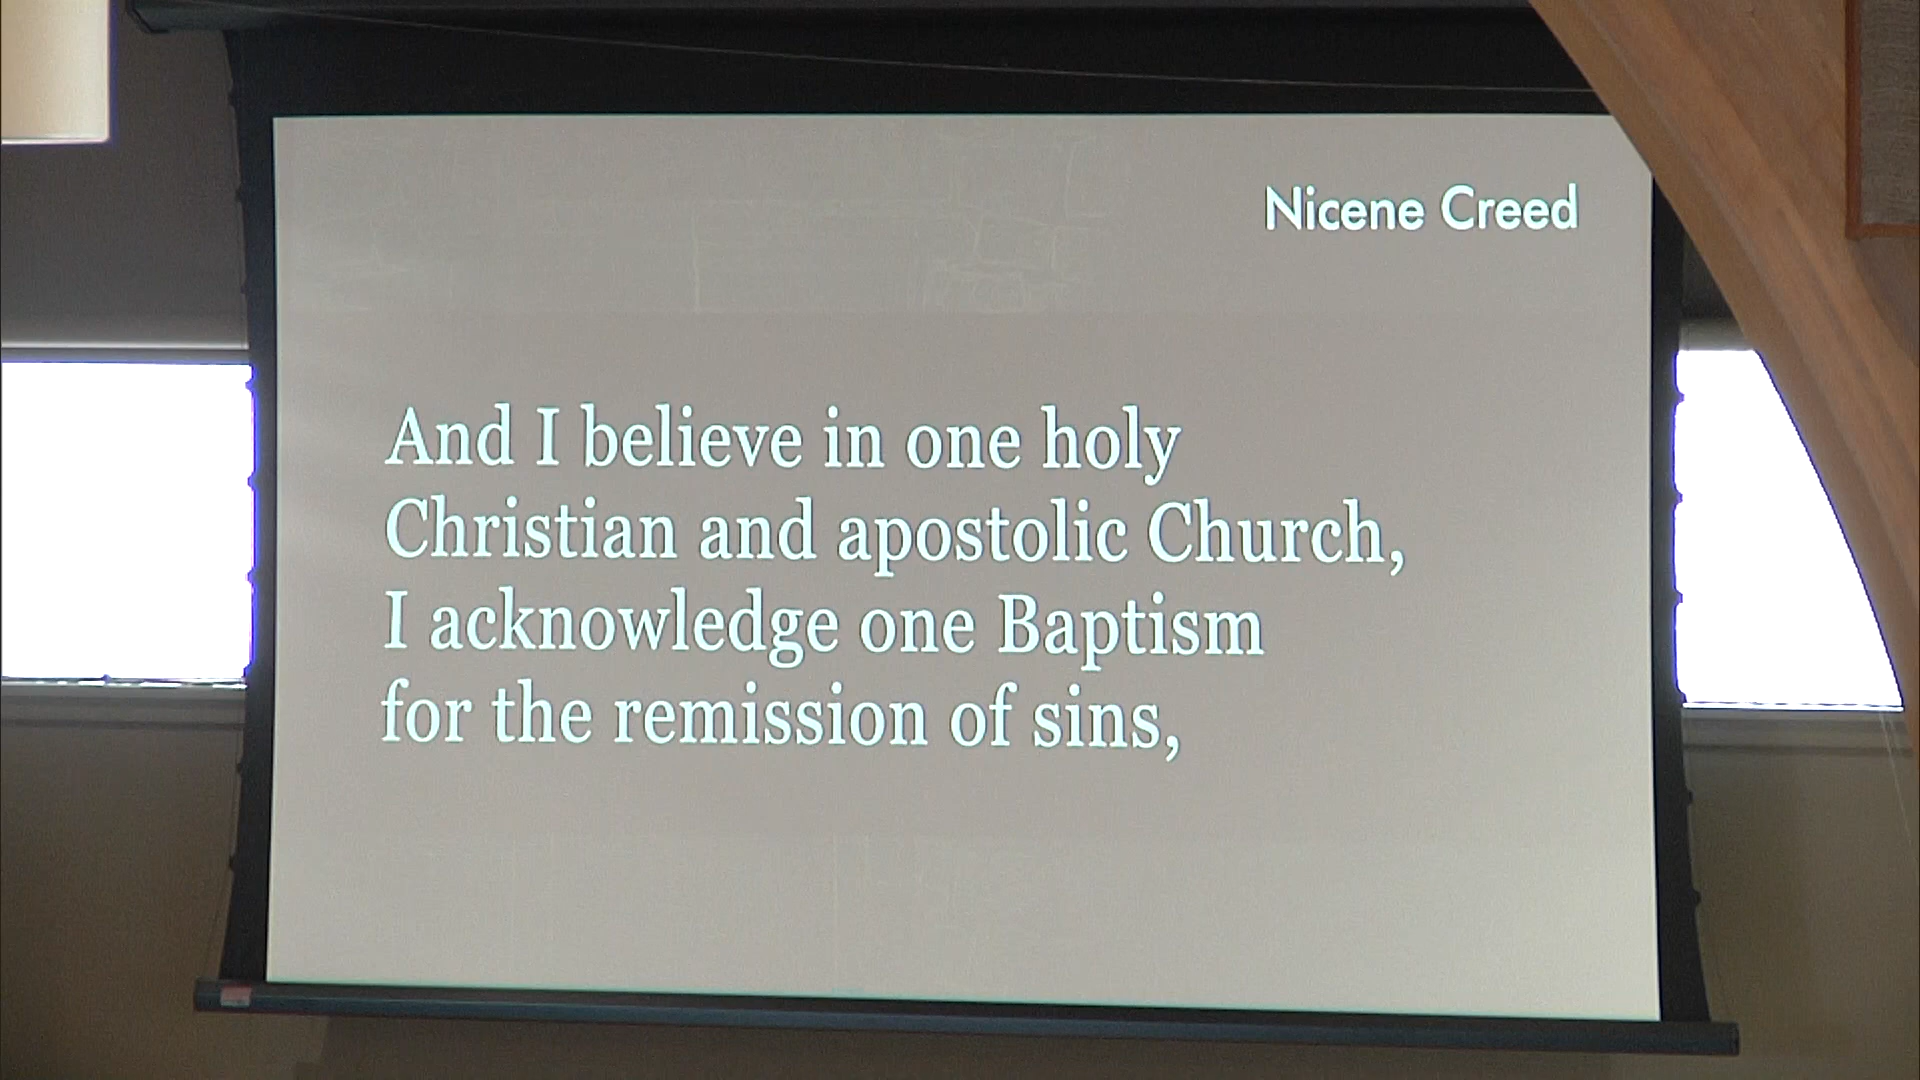 Nicene Creed
And I believe in one holy
Christian and apostolic Church,
I acknowledge one Baptism
for the remission of sins,